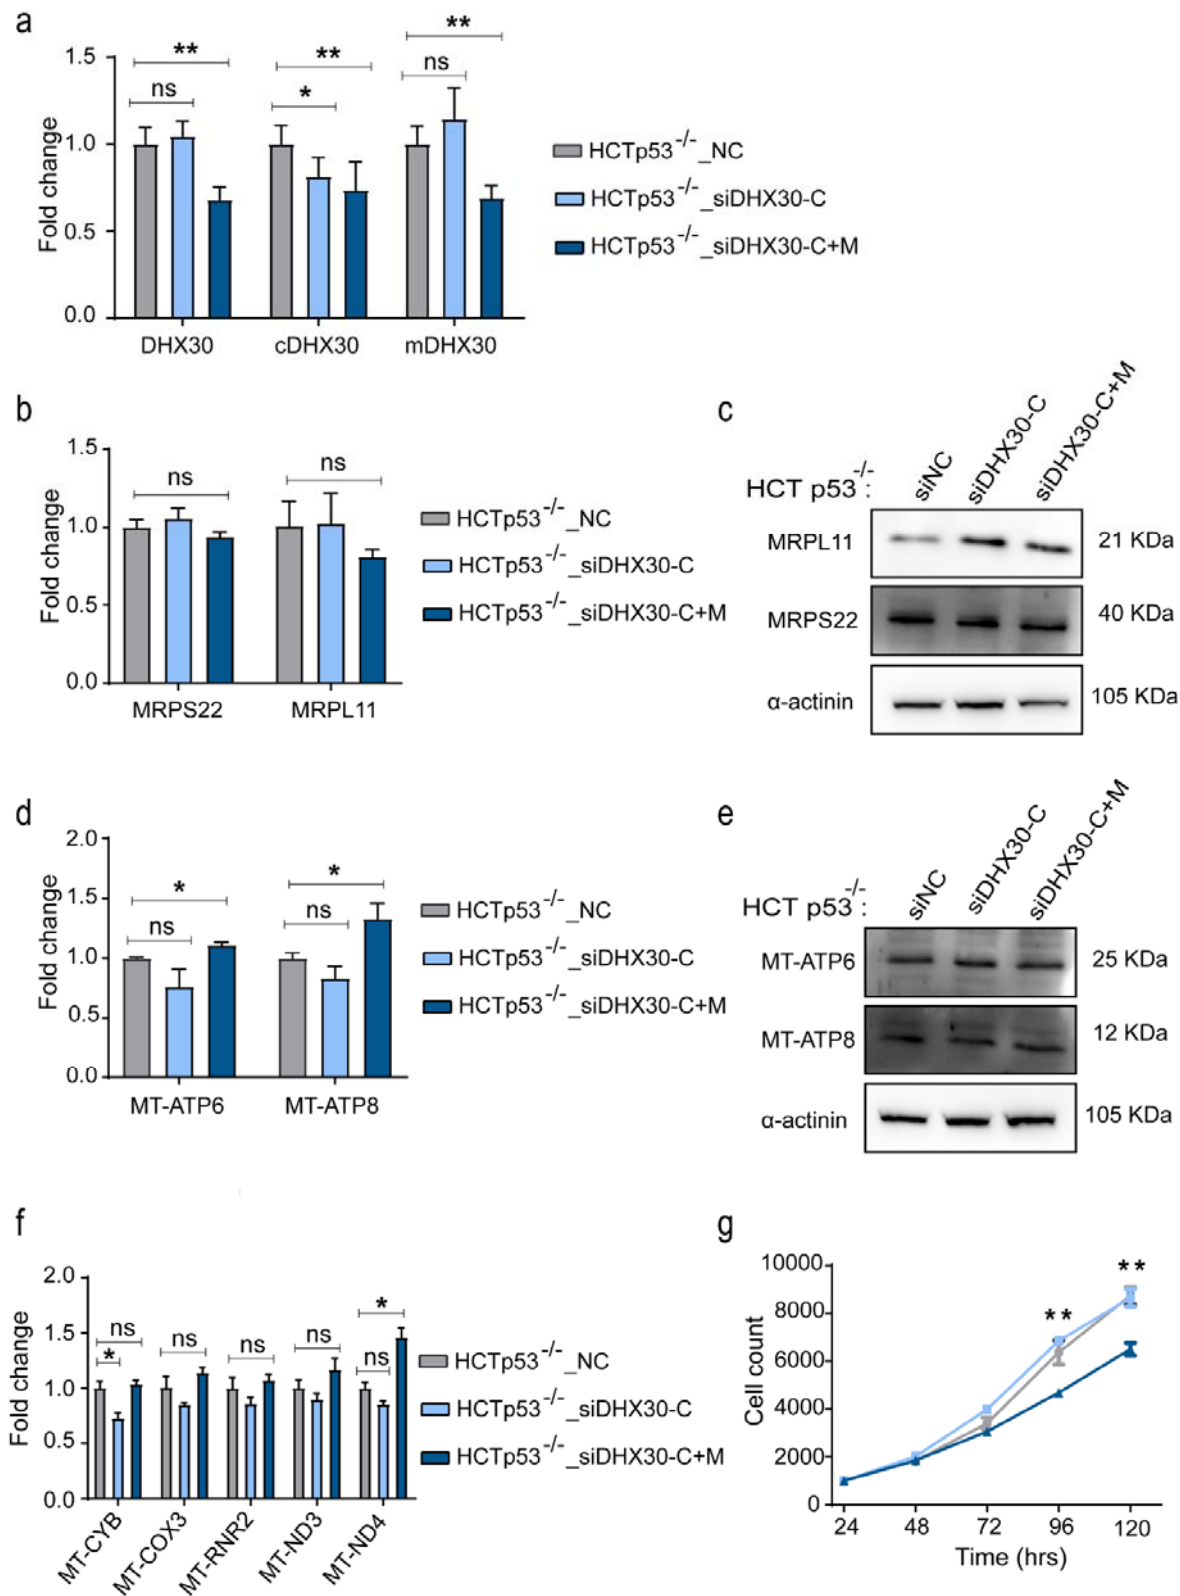 a
**
**
**
ns
*
ns
1.5
1.0
0.5
0.0
Fold change
DHX30
cDHX30
mDHX30
HCTp53-/-_NC
HCTp53-/-_siDHX30-C
HCTp53-/-_siDHX30-C+M
b
ns
ns
1.5
1.0
0.5
0.0
Fold change
MRPS22
MRPL11
HCTp53-/-_NC
HCTp53-/-_siDHX30-C
HCTp53-/-_siDHX30-C+M
c
HCT p53-/-:
siNC
siDHX30-C
siDHX30-C+M
MRPL11
21 KDa
MRPS22
40 KDa
α-actinin
105 KDa
d
*
*
ns
ns
2.0
1.5
1.0
0.5
0.0
Fold change
MT-ATP6
MT-ATP8
HCTp53-/-_NC
HCTp53-/-_siDHX30-C
HCTp53-/-_siDHX30-C+M
e
HCT p53-/-:
siNC
siDHX30-C
siDHX30-C+M
MT-ATP6
25 KDa
MT-ATP8
12 KDa
α-actinin
105 KDa
f
ns
*
ns
ns
ns
*
ns
2.0
1.5
1.0
0.5
0.0
Fold change
MT-CYB
MT-COX3
MT-RNR2
MT-ND3
MT-ND4
HCTp53-/-_NC
HCTp53-/-_siDHX30-C
HCTp53-/-_siDHX30-C+M
g
**
**
10000
8000
6000
4000
2000
0
Cell count
24
48
72
96
120
Time (hrs)